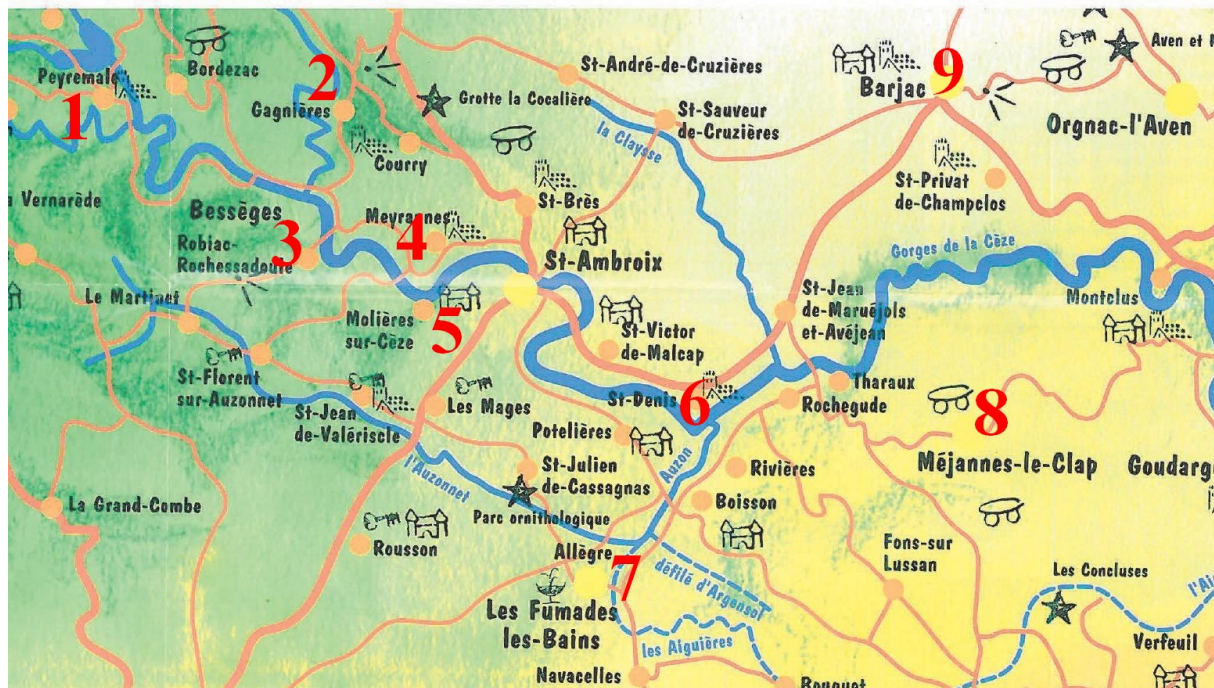 Peyremale
1
Bordezac
2
Gagnières
Grotte la Cocalière
Courry
St-André-de-Cruzières
St-Sauveur
de-Cruzières
la Claysse
Barjac
9
Aven et
Orgnac-l'Aven
St-Privat
de-Champclos
Vernarède
Bessèges
3
Robiac-
Rochessadoule
Meyrannes
4
St-Brès
St-Ambroix
Gorges de la Cèze
Le Martinet
Molières
sur-Cèze
5
St-Victor
de-Malcap
St-Jean
de-Maruéjols
et-Avéjean
Montclus
St-Florent
sur-Auzonnet
St-Jean
de-Valériscle
Les Mages
St-Denis
6
Tharaux
Rochegude
8
Potelières
Méjannes-le-Clap
Goudarg
l'Auzonnet
St-Julien
de-Cassagnas
Auzon
Rivières
Boisson
La Grand-Combe
Parc ornithologique
Rousson
Allègre
7
défilé d'Argensol
Fons-sur
Lussan
Les Concluses
Les Fumades
les-Bains
les Aiguières
Verfeuil
Navacelles
Bouquet